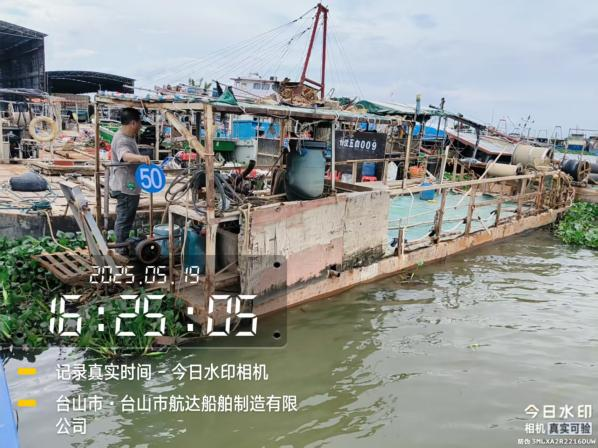 50
009
2025.05.19
16:25:05
记录真实时间 - 今日水印相机
台山市·台山市航达船舶制造有限
公司
今日水印
相机 真实可验
防伪 3MLXA2R2216DUW